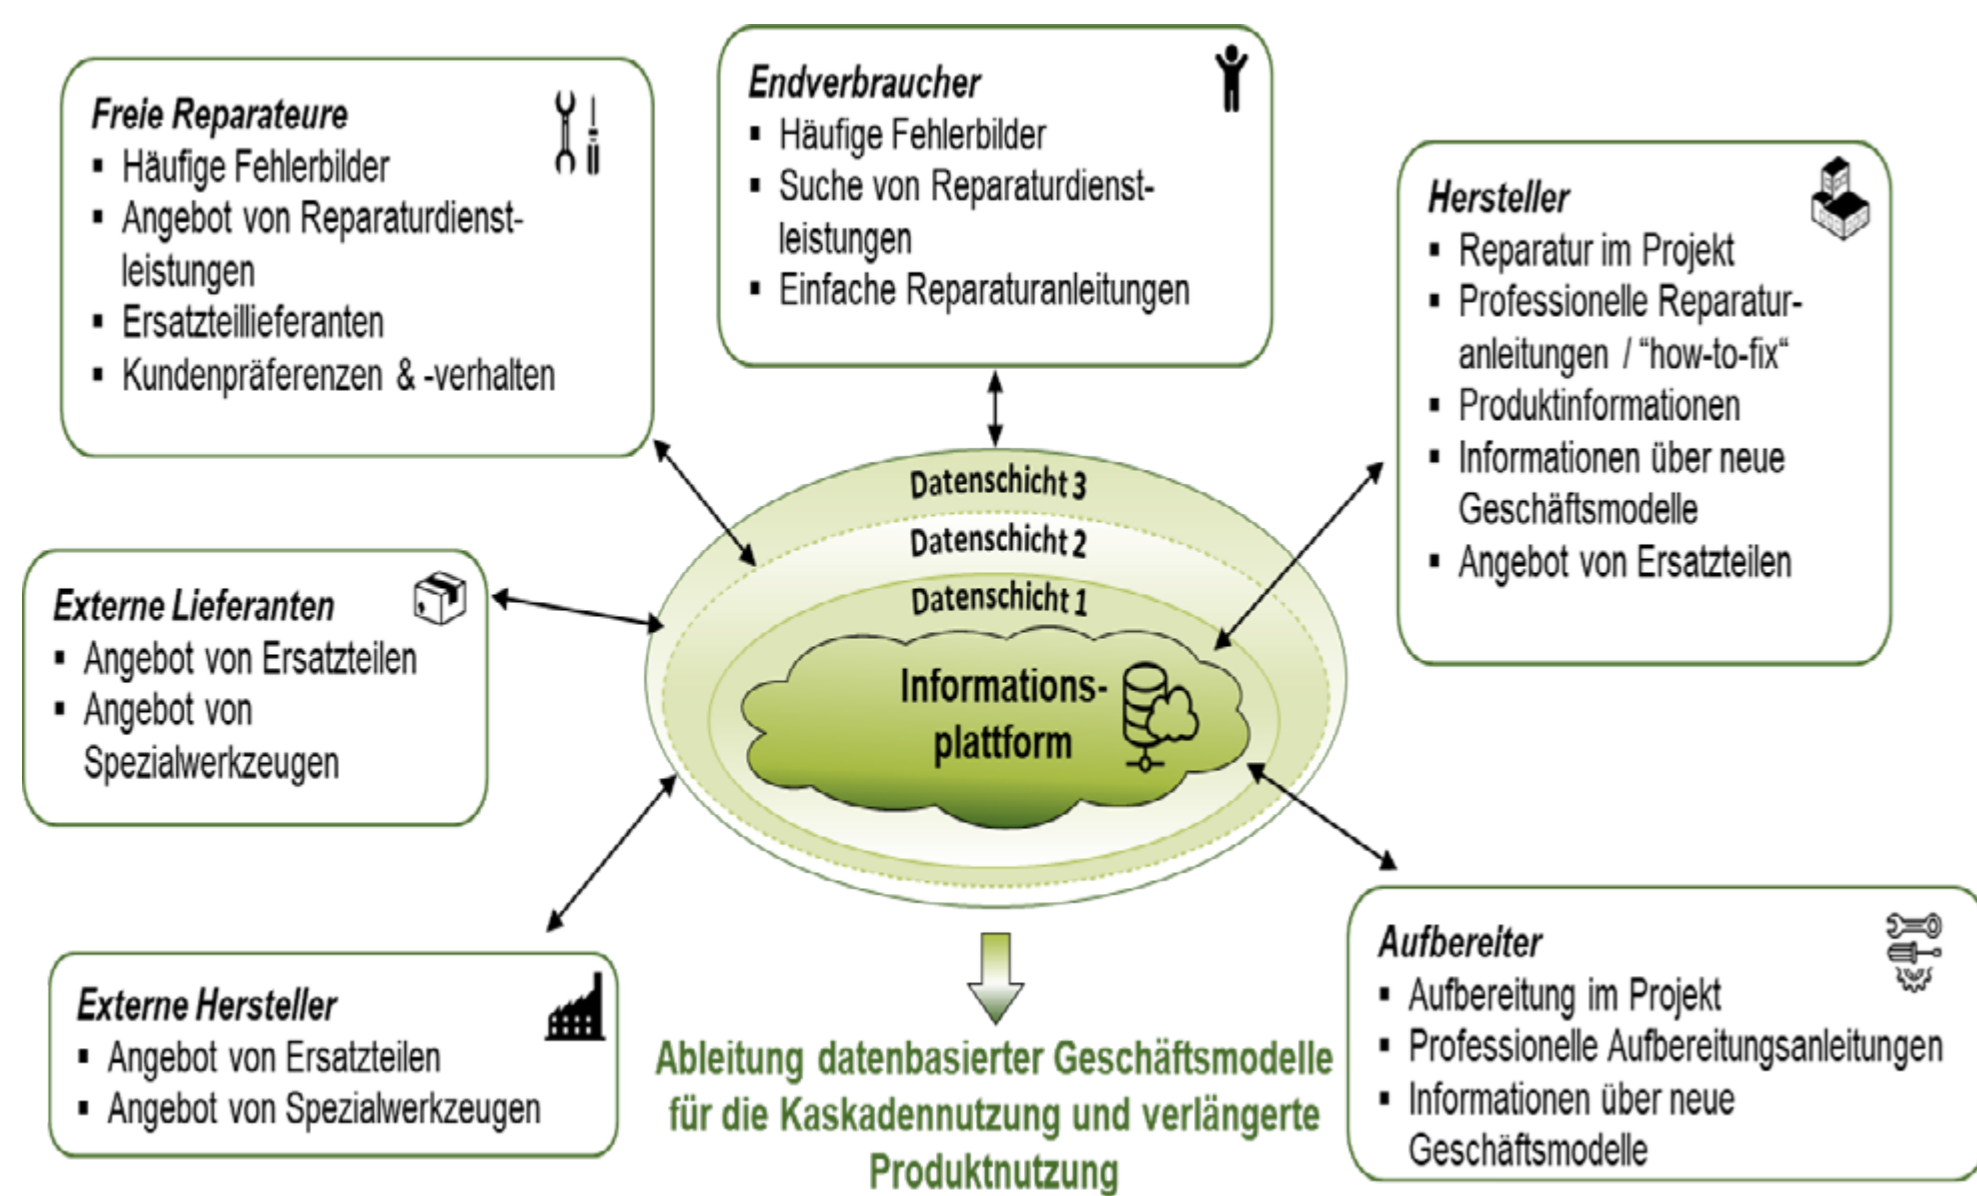 Freie Reparateure
▪ Häufige Fehlerbilder
▪ Angebot von Reparaturdienst-
leistungen
▪ Ersatzteillieferanten
▪ Kundenpräferenzen & -verhalten
Endverbraucher
▪ Häufige Fehlerbilder
▪ Suche von Reparaturdienst-
leistungen
▪ Einfache Reparaturanleitungen
Hersteller
▪ Reparatur im Projekt
▪ Professionelle Reparatur-
anleitungen / “how-to-fix“
▪ Produktinformationen
▪ Informationen über neue
Geschäftsmodelle
▪ Angebot von Ersatzteilen
Externe Lieferanten
▪ Angebot von Ersatzteilen
▪ Angebot von
Spezialwerkzeugen
Datenschicht 3
Datenschicht 2
Datenschicht 1
Informations-
plattform
Externe Hersteller
▪ Angebot von Ersatzteilen
▪ Angebot von Spezialwerkzeugen
Aufbereiter
▪ Aufbereitung im Projekt
▪ Professionelle Aufbereitungsanleitungen
▪ Informationen über neue
Geschäftsmodelle
Ableitung datenbasierter Geschäftsmodelle
für die Kaskadennutzung und verlängerte
Produktnutzung